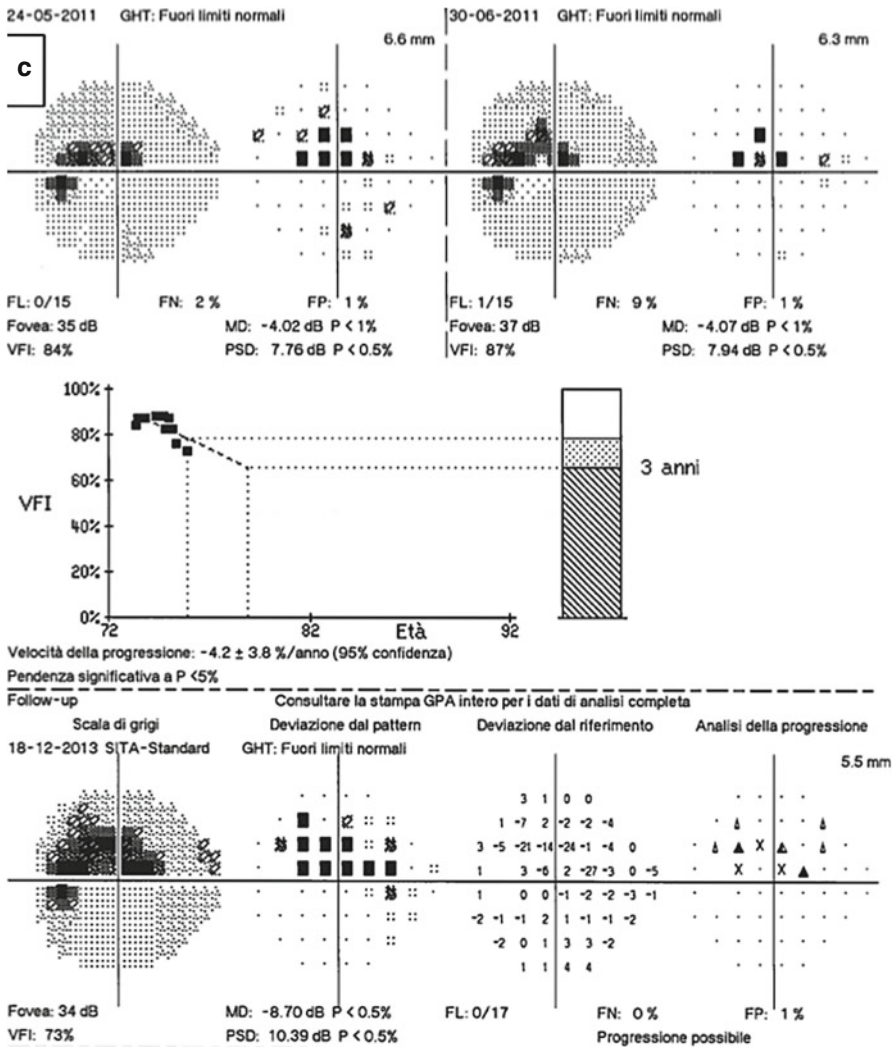 24-05-2011 GHT: Fuori limiti normali
6.6 mm
c
FL: 0/15 FN: 2 % FP: 1 %
Fovea: 35 dB MD: -4.02 dB P < 1%
VFI: 84% PSD: 7.76 dB P < 0.5%
30-06-2011 GHT: Fuori limiti normali
6.3 mm
FL: 1/15 FN: 9 % FP: 1 %
Fovea: 37 dB MD: -4.07 dB P < 1%
VFI: 87% PSD: 7.94 dB P < 0.5%
100%
80%
60%
40%
20%
0%
VFI
72 82 Età 92
3 anni
Velocità della progressione: -4.2 ± 3.8 %/anno (95% confidenza)
Pendenza significativa a P <5%
Follow-up Consultare la stampa GPA intero per i dati di analisi completa
Scala di grigi Deviazione dal pattern Deviazione dal riferimento Analisi della progressione
18-12-2013 SITA-Standard GHT: Fuori limiti normali
5.5 mm
3 1 0 0
1 -7 2 -2 -2 -4
3 -5 -21 -14 -24 -1 -4 0
1 3 -6 2 -27 -3 0 -5
1 0 0 -1 -2 -2 -3 -1
-2 -1 -1 2 1 -1 -1 -2
-2 0 1 3 3 -2
1 1 4 4
X
X X
Fovea: 34 dB MD: -8.70 dB P < 0.5% FL: 0/17 FN: 0 % FP: 1 %
VFI: 73% PSD: 10.39 dB P < 0.5% Progressione possibile